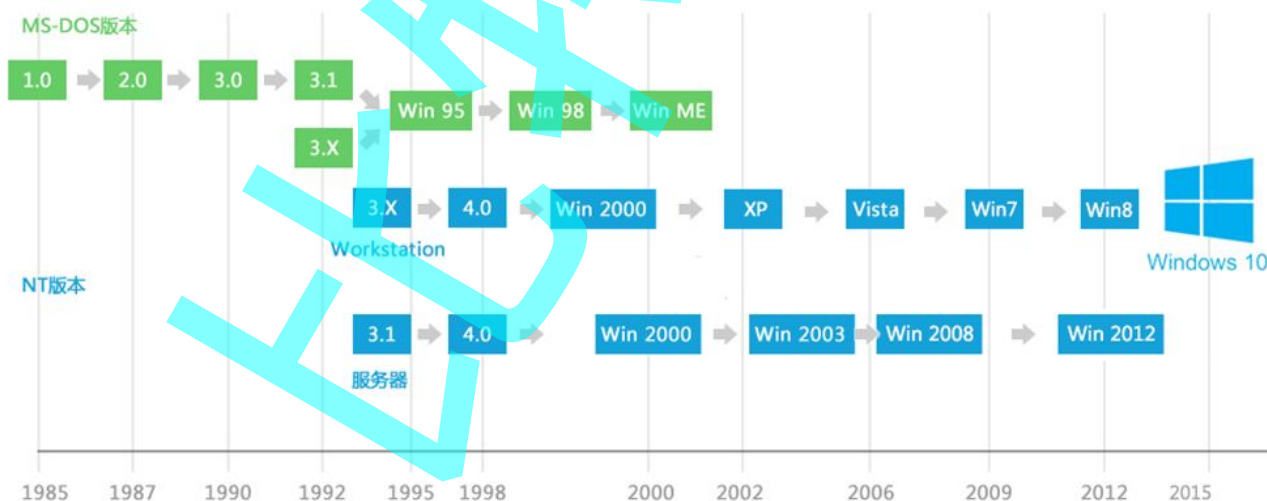 MS-DOS版本
1.0
2.0
3.0
3.1
Win 95
Win 98
Win ME
3.X
3.X
4.0
Win 2000
XP
Vista
Win7
Win8
Workstation
Windows 10
NT版本
3.1
4.0
Win 2000
Win 2003
Win 2008
Win 2012
服务器
1985 1987 1990 1992 1995 1998 2000 2002 2006 2009 2012 2015